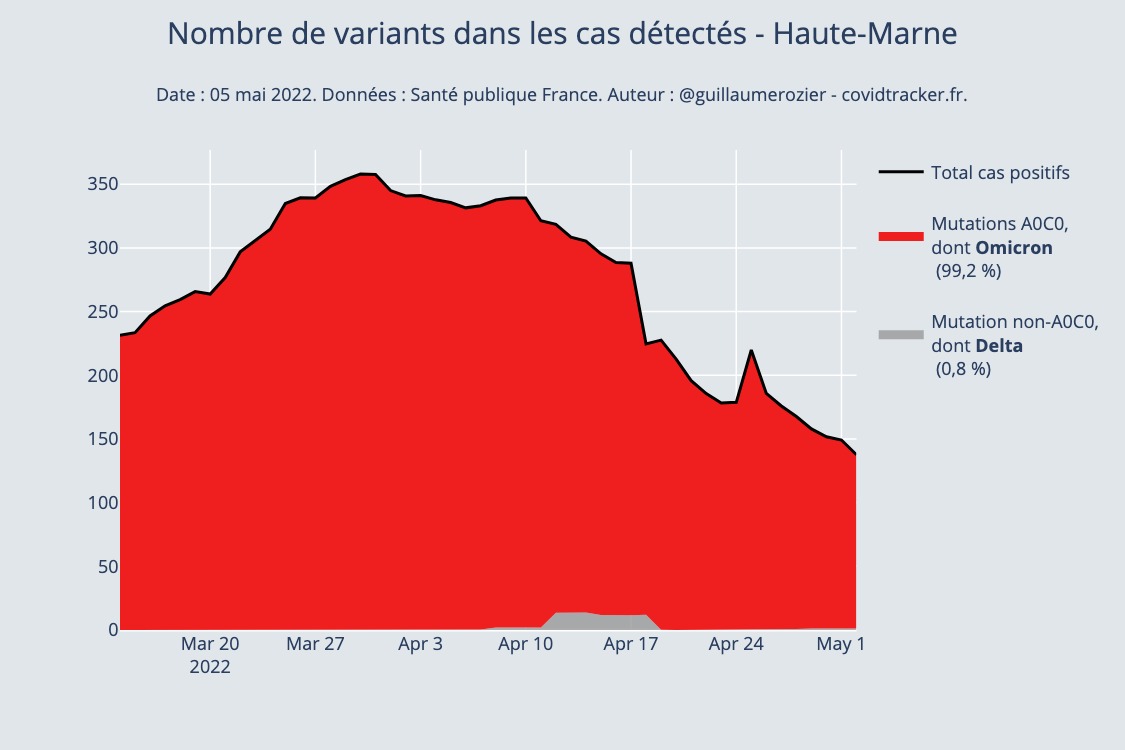 Nombre de variants dans les cas détectés - Haute-Marne
Date : 05 mai 2022. Données : Santé publique France. Auteur : @guillaumerozier - covidtracker.fr.
350
300
250
200
150
100
50
0
Mar 20
2022
Mar 27
Apr 3
Apr 10
Apr 17
Apr 24
May 1
Total cas positifs
Mutations A0C0,
dont Omicron
(99,2 %)
Mutation non-A0C0,
dont Delta
(0,8 %)